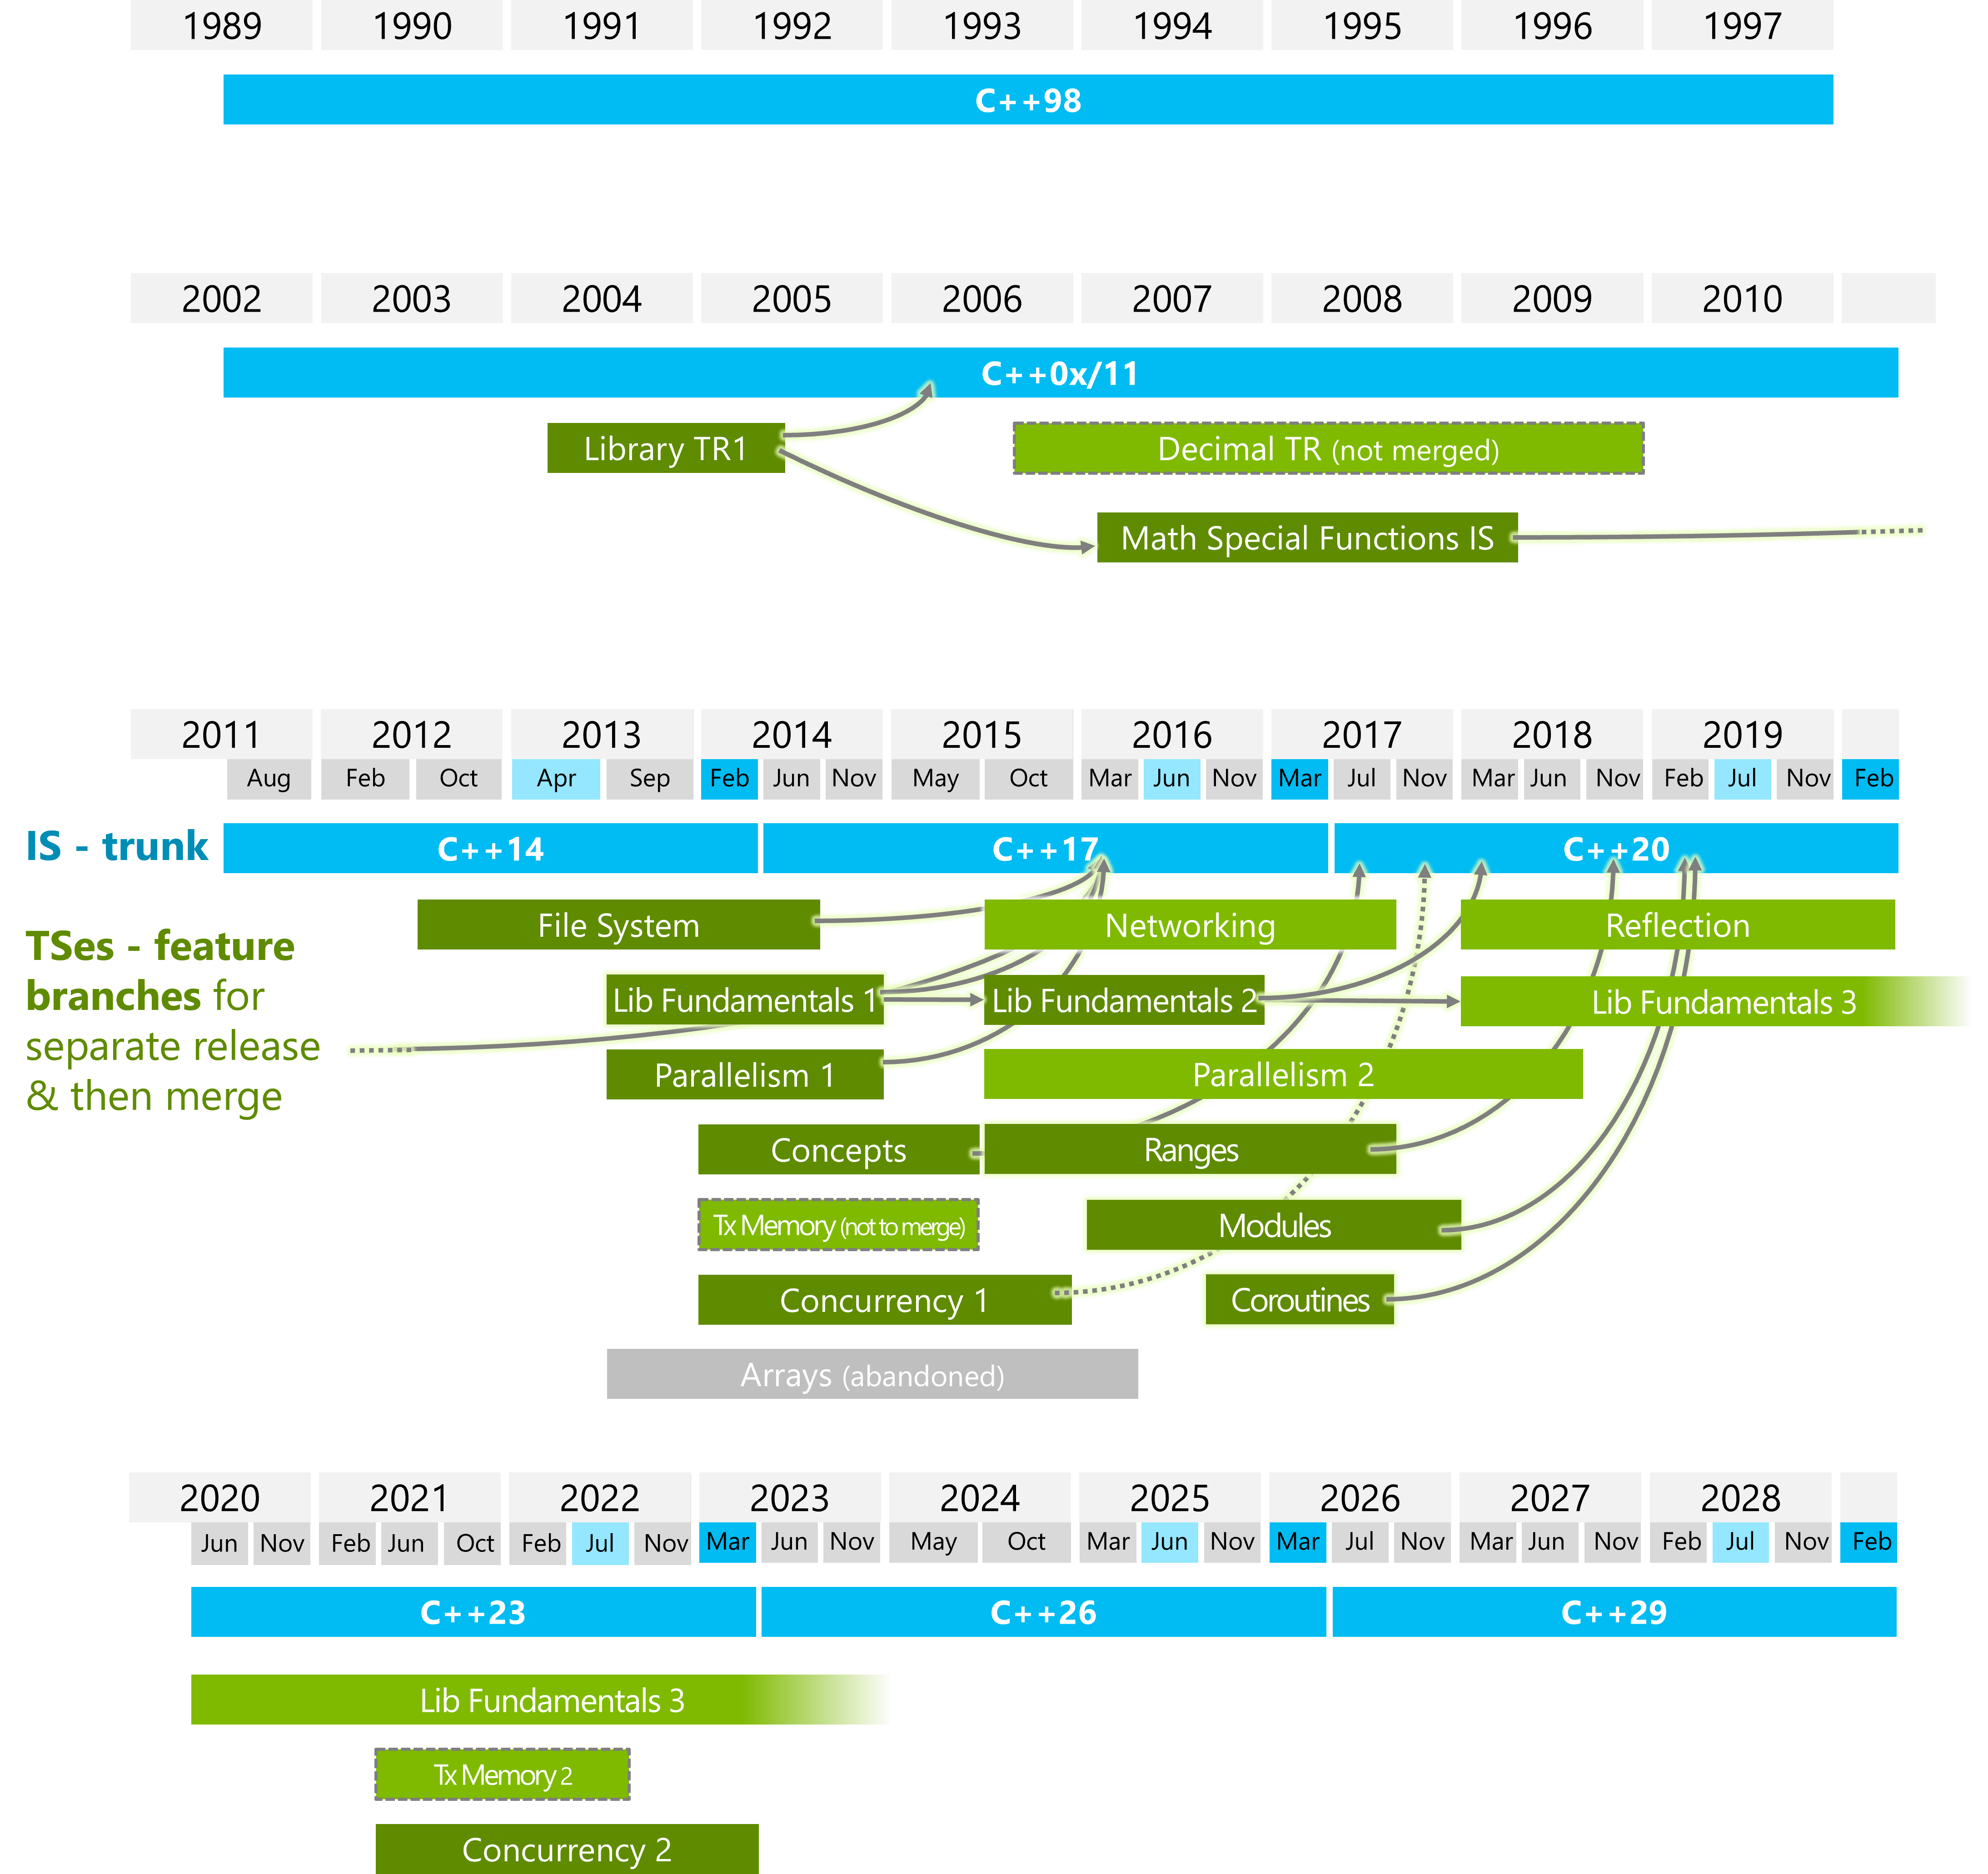 1989 1990 1991 1992 1993 1994 1995 1996 1997
C++98
2002 2003 2004 2005 2006 2007 2008 2009 2010
C++0x/11
Library TR1 Decimal TR (not merged)
Math Special Functions IS
2011 2012 2013 2014 2015 2016 2017 2018 2019
Aug Feb Oct Apr Sep Feb Jun Nov May Oct Mar Jun Nov Mar Jul Nov Mar Jun Nov Feb Jul Nov Feb
IS - trunk C++14 C++17 C++20
File System Networking Reflection
TSes - feature
branches for
separate release
& then merge
Lib Fundamentals 1 Lib Fundamentals 2 Lib Fundamentals 3
Parallelism 1 Parallelism 2
Concepts Ranges
Tx Memory (not to merge) Modules
Concurrency 1 Coroutines
Arrays (abandoned)
2020 2021 2022 2023 2024 2025 2026 2027 2028
Jun Nov Feb Jun Oct Feb Jul Nov Mar Jun Nov May Oct Mar Jun Nov Mar Jul Nov Mar Jun Nov Feb Jul Nov Feb
C++23 C++26 C++29
Lib Fundamentals 3
Tx Memory 2
Concurrency 2